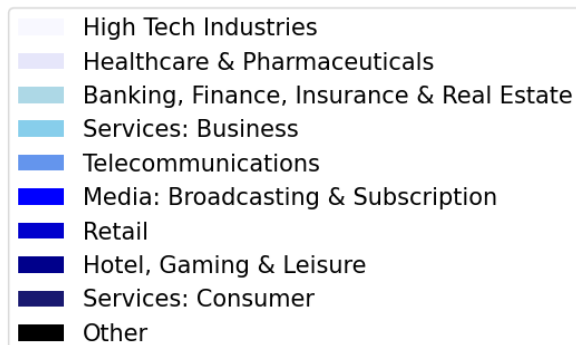 High Tech Industries
Healthcare & Pharmaceuticals
Banking, Finance, Insurance & Real Estate
Services: Business
Telecommunications
Media: Broadcasting & Subscription
Retail
Hotel, Gaming & Leisure
Services: Consumer
Other